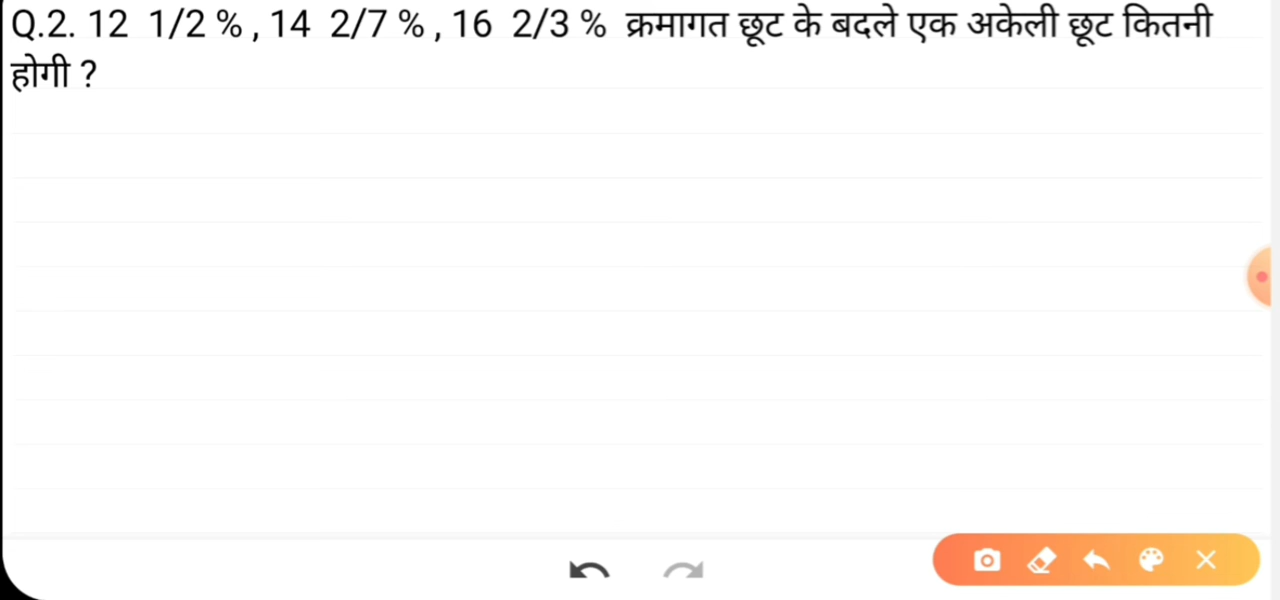 Q.2. 12 1/2 % , 14 2/7 % , 16 2/3 % क्रमागत छूट के बदले एक अकेली छूट कितनी
होगी ?